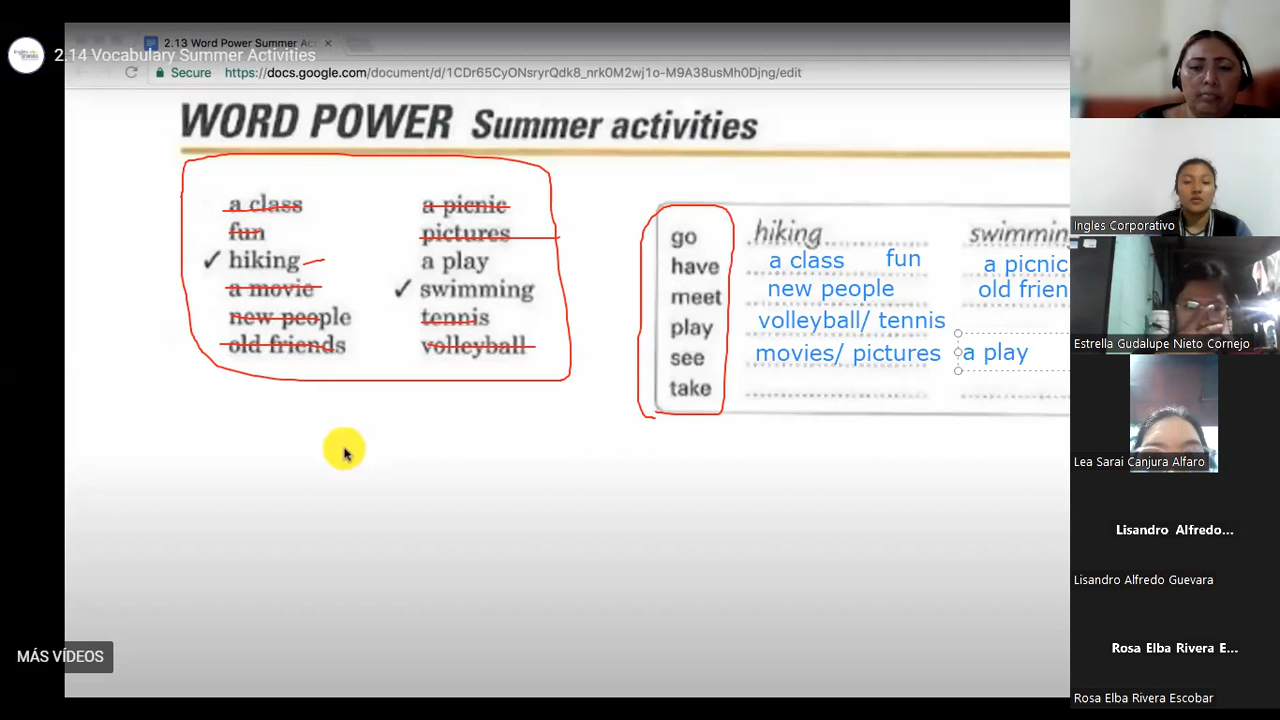 2.13 Word Power Summer Ac
2.14 Vocabulary Summer Activities
Secure https://docs.google.com/document/d/1CDr65CyONsryrQdk8_nrk0M2wj1o-M9A38usMh0Djng/edit
WORD POWER Summer activities
a class a picnic
fun pictures
✓ hiking a play
a movie ✓ swimming
new people tennis
old friends volleyball
go hiking swimmin
have a class fun a picnic
meet new people old frien
play volleyball/ tennis
see movies/ pictures a play
take
MÁS VÍDEOS
Ingles Corporativo
Estrella Gudalupe Nieto Cornejo
Lea Sarai Canjura Alfaro
Lisandro Alfredo...
Lisandro Alfredo Guevara
Rosa Elba Rivera E...
Rosa Elba Rivera Escobar